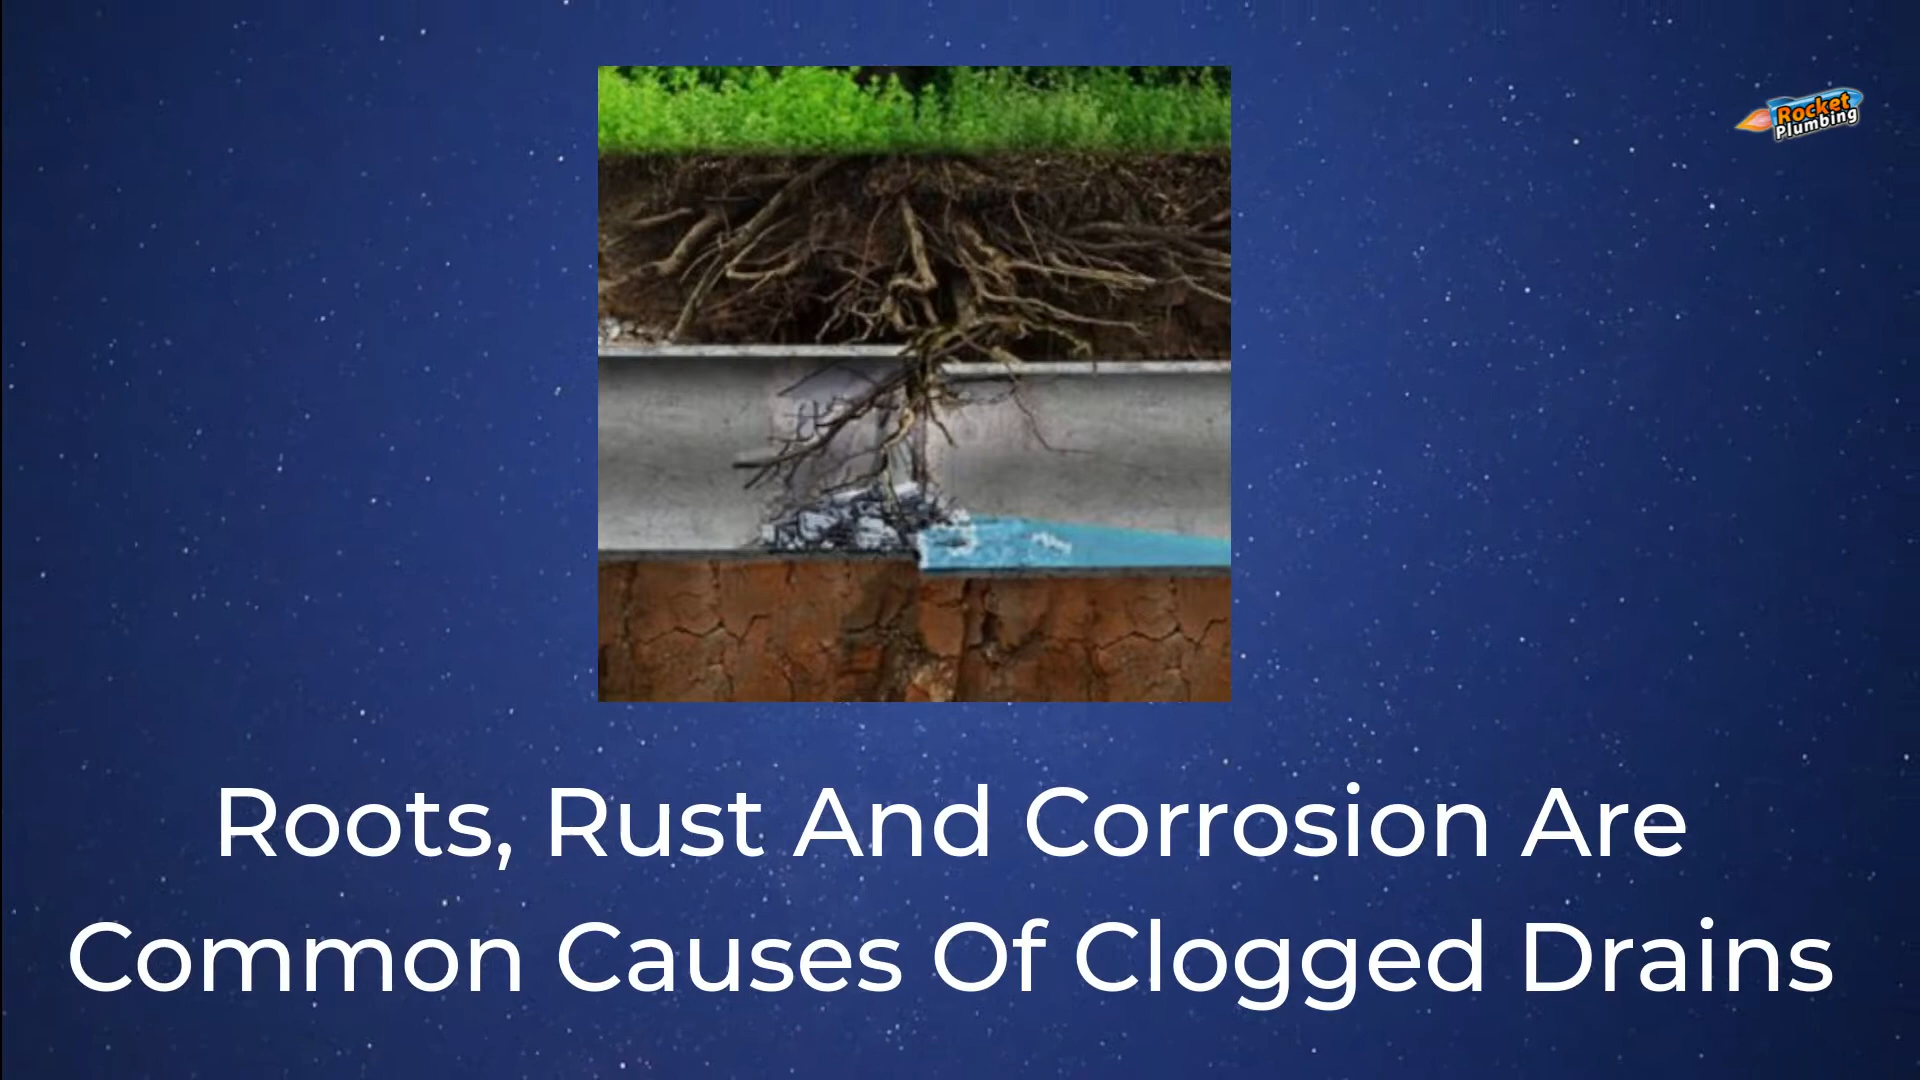 Rocket
Plumbing
Roots, Rust And Corrosion Are
Common Causes Of Clogged Drains